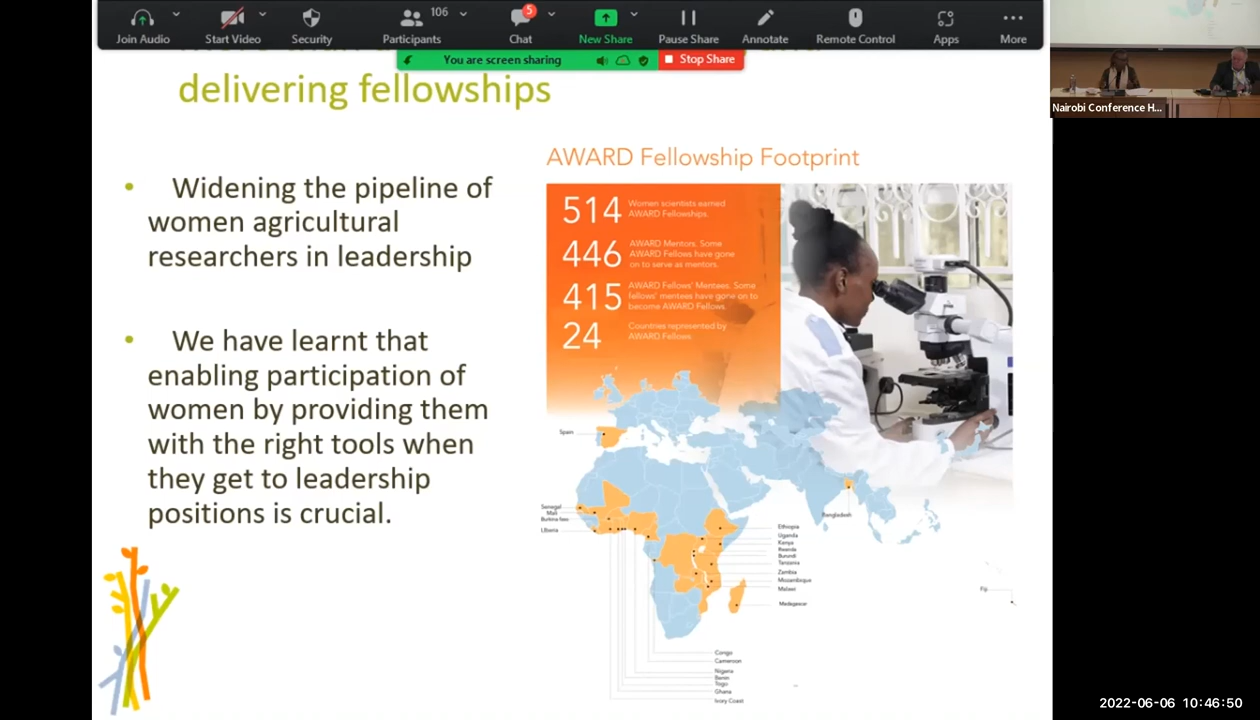 Join Audio
Start Video
Security
106
Participants
5
Chat
New Share
Pause Share
Annotate
Remote Control
Apps
More
You are screen sharing
Stop Share
Nairobi Conference H...
delivering fellowships
• Widening the pipeline of
women agricultural
researchers in leadership
• We have learnt that
enabling participation of
women by providing them
with the right tools when
they get to leadership
positions is crucial.
AWARD Fellowship Footprint
514
Women scientists earned
AWARD Fellowships.
446
AWARD Mentors. Some
AWARD Fellows have gone
on to serve as mentors.
415
AWARD Fellows' Mentees. Some
fellows' mentees have gone on to
become AWARD Fellows.
24
Countries represented by
AWARD Fellows.
Spain
Senegal
Mali
Burkina faso
Liberia
Bangladesh
Ethiopia
Uganda
Kenya
Rwanda
Burundi
Tanzania
Zambia
Mozambique
Malawi
Madagascar
Fiji
Congo
Cameroon
Nigeria
Benin
Togo
Ghana
Ivory Coast
2022-06-06 10:46:50